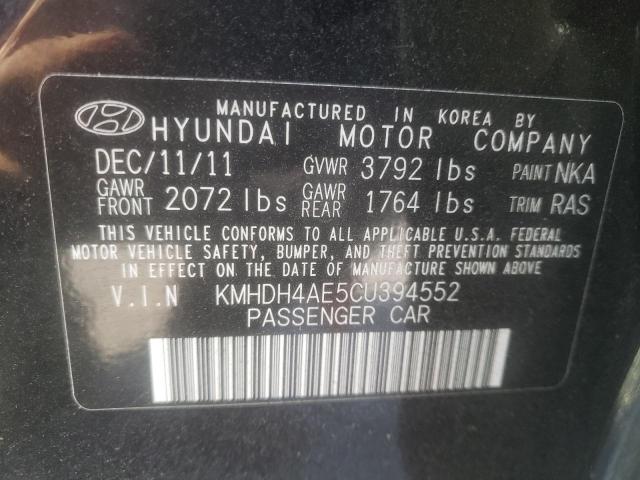 MANUFACTURED IN KOREA BY
HYUNDAI MOTOR COMPANY
DEC/11/11 GVWR 3792 lbs PAINT NKA
GAWR FRONT 2072 lbs GAWR REAR 1764 lbs TRIM RAS
THIS VEHICLE CONFORMS TO ALL APPLICABLE U.S.A. FEDERAL
MOTOR VEHICLE SAFETY, BUMPER, AND THEFT PREVENTION STANDARDS
IN EFFECT ON THE DATE OF MANUFACTURE SHOWN ABOVE.
V.I.N KMHDH4AE5CU394552
PASSENGER CAR